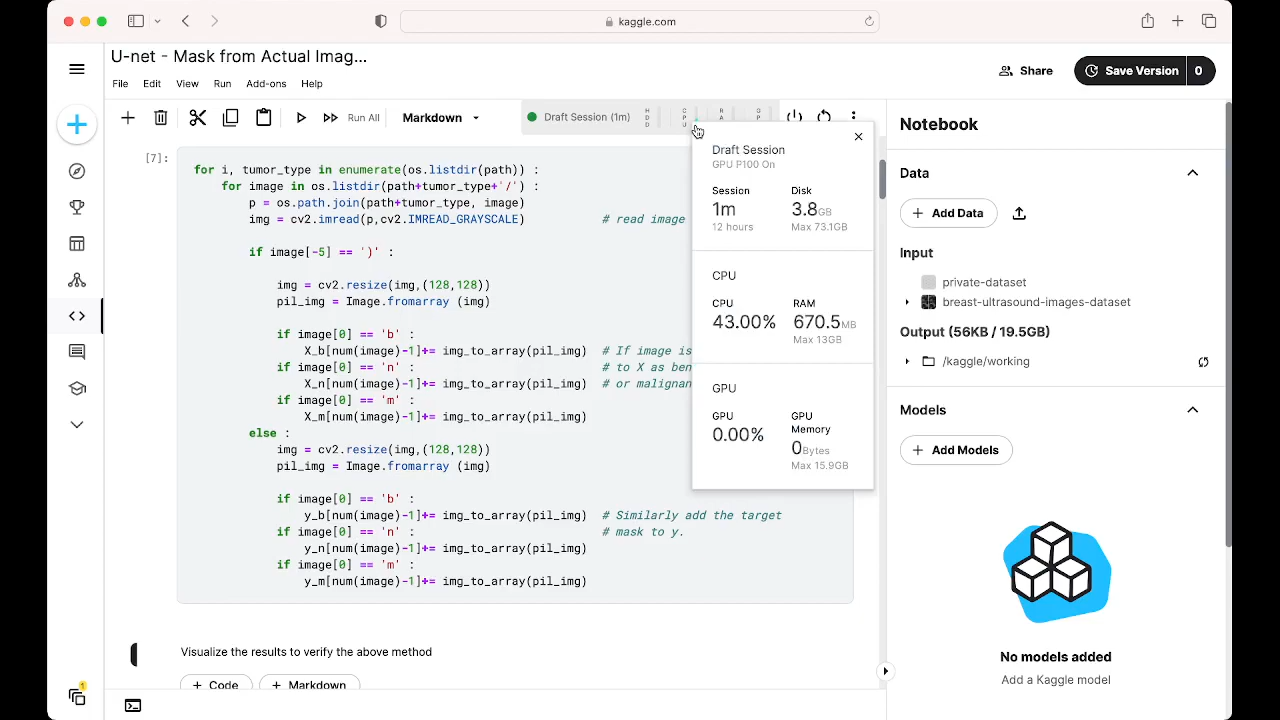 kaggle.com
U-net - Mask from Actual Imag...
File Edit View Run Add-ons Help
Share
Save Version 0
Run All
Markdown
Draft Session (1m)
HDD
CPU
[7]:
for i, tumor_type in enumerate(os.listdir(path)) :
    for image in os.listdir(path+tumor_type+'/') :
        p = os.path.join(path+tumor_type, image)
        img = cv2.imread(p,cv2.IMREAD_GRAYSCALE)           # read image
        if image[-5] == ')' :
            img = cv2.resize(img,(128,128))
            pil_img = Image.fromarray (img)
            if image[0] == 'b' :
                X_b[num(image)-1]+= img_to_array(pil_img)  # If image is
            if image[0] == 'n' :                           # to X as ben
                X_n[num(image)-1]+= img_to_array(pil_img)  # or malignan
            if image[0] == 'm' :
                X_m[num(image)-1]+= img_to_array(pil_img)
        else :
            img = cv2.resize(img,(128,128))
            pil_img = Image.fromarray (img)
            if image[0] == 'b' :
                y_b[num(image)-1]+= img_to_array(pil_img)  # Similarly add the target
            if image[0] == 'n' :                           # mask to y.
                y_n[num(image)-1]+= img_to_array(pil_img)
            if image[0] == 'm' :
                y_m[num(image)-1]+= img_to_array(pil_img)
Visualize the results to verify the above method
+ Code + Markdown
Draft Session
GPU P100 On
Session Disk
1m 3.8GB
12 hours Max 73.1GB
CPU
CPU RAM
43.00% 670.5MB
Max 13GB
GPU
GPU GPU Memory
0.00% 0Bytes
Max 15.9GB
Notebook
Data
+ Add Data
Input
private-dataset
breast-ultrasound-images-dataset
Output (56KB / 19.5GB)
/kaggle/working
Models
+ Add Models
No models added
Add a Kaggle model
1